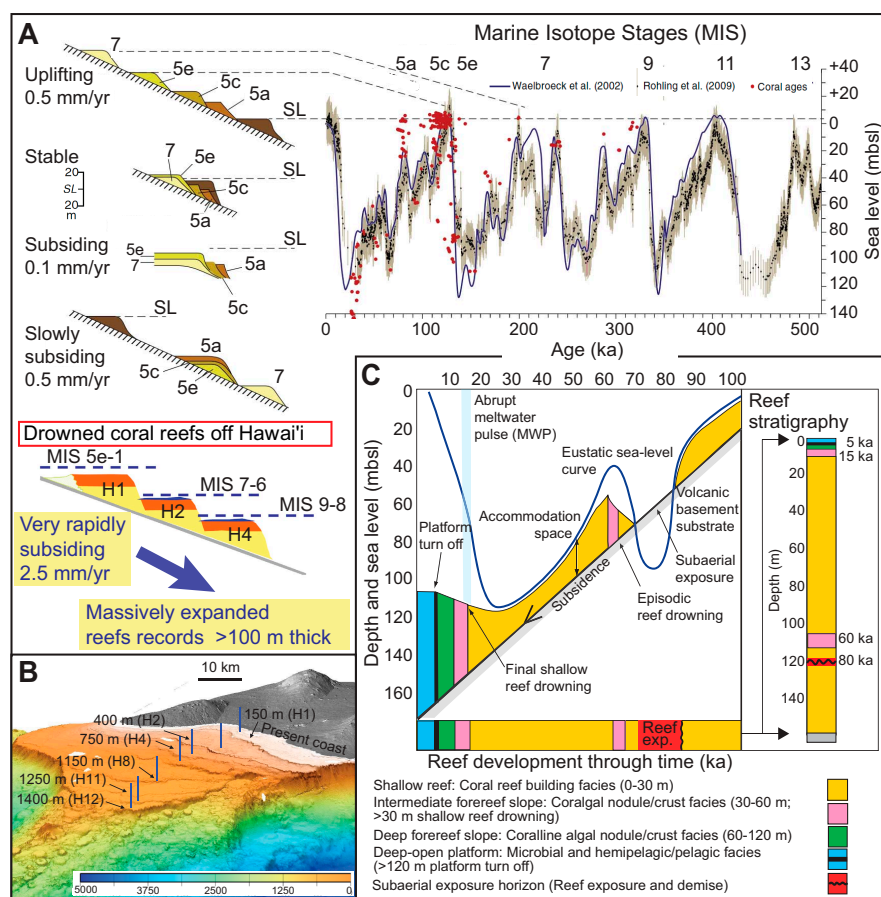 A
Marine Isotope Stages (MIS)
5a 5c 5e 7 9 11 13
Waelbroeck et al. (2002) Rohling et al. (2009) Coral ages
+40
+20
0
20
40
60
80
100
120
140
Sea level (mbsl)
0 100 200 300 400 500
Age (ka)
Uplifting
0.5 mm/yr
7
5e
5c
5a
SL
Stable
20
SL
20
m
7
5e
5c
5a
SL
Subsiding
0.1 mm/yr
5e
7
5a
5c
SL
Slowly
subsiding
0.5 mm/yr
SL
5a
5c
5e
7
Drowned coral reefs off Hawai'i
MIS 5e-1
MIS 7-6
MIS 9-8
H1
H2
H4
Very rapidly
subsiding
2.5 mm/yr
Massively expanded
reefs records >100 m thick
B
10 km
150 m (H1)
400 m (H2)
750 m (H4)
1150 m (H8)
1250 m (H11)
1400 m (H12)
Present coast
5000 3750 2500 1250 0
C
10 20 30 40 50 60 70 80 90 100
0
20
40
60
80
100
120
140
160
Depth and sea level (mbsl)
Abrupt
meltwater
pulse (MWP)
Eustatic sea-level
curve
Platform
turn off
Accommodation
space
Volcanic
basement
substrate
Subaerial
exposure
Subsidence
Episodic
reef drowning
Final shallow
reef drowning
Reef
exp.
Reef development through time (ka)
Reef
stratigraphy
0
20
40
60
80
100
120
140
Depth (m)
5 ka
15 ka
60 ka
80 ka
Shallow reef: Coral reef building facies (0-30 m)
Intermediate forereef slope: Coralgal nodule/crust facies (30-60 m;
>30 m shallow reef drowning)
Deep forereef slope: Coralline algal nodule/crust facies (60-120 m)
Deep-open platform: Microbial and hemipelagic/pelagic facies
(>120 m platform turn off)
Subaerial exposure horizon (Reef exposure and demise)